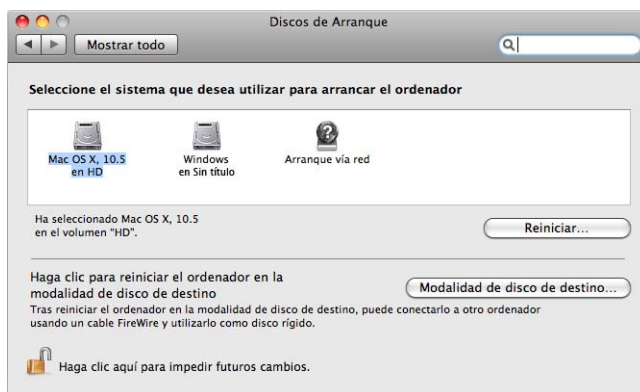 Discos de Arranque
Mostrar todo
Seleccione el sistema que desea utilizar para arrancar el ordenador
Mac OS X, 10.5
en HD
Windows
en Sin título
Arranque vía red
Ha seleccionado Mac OS X, 10.5
en el volumen “HD”.
Reiniciar...
Haga clic para reiniciar el ordenador en la
modalidad de disco de destino
Modalidad de disco de destino...
Tras reiniciar el ordenador en la modalidad de disco de destino, puede conectarlo a otro ordenador
usando un cable FireWire y utilizarlo como disco rígido.
Haga clic aquí para impedir futuros cambios.